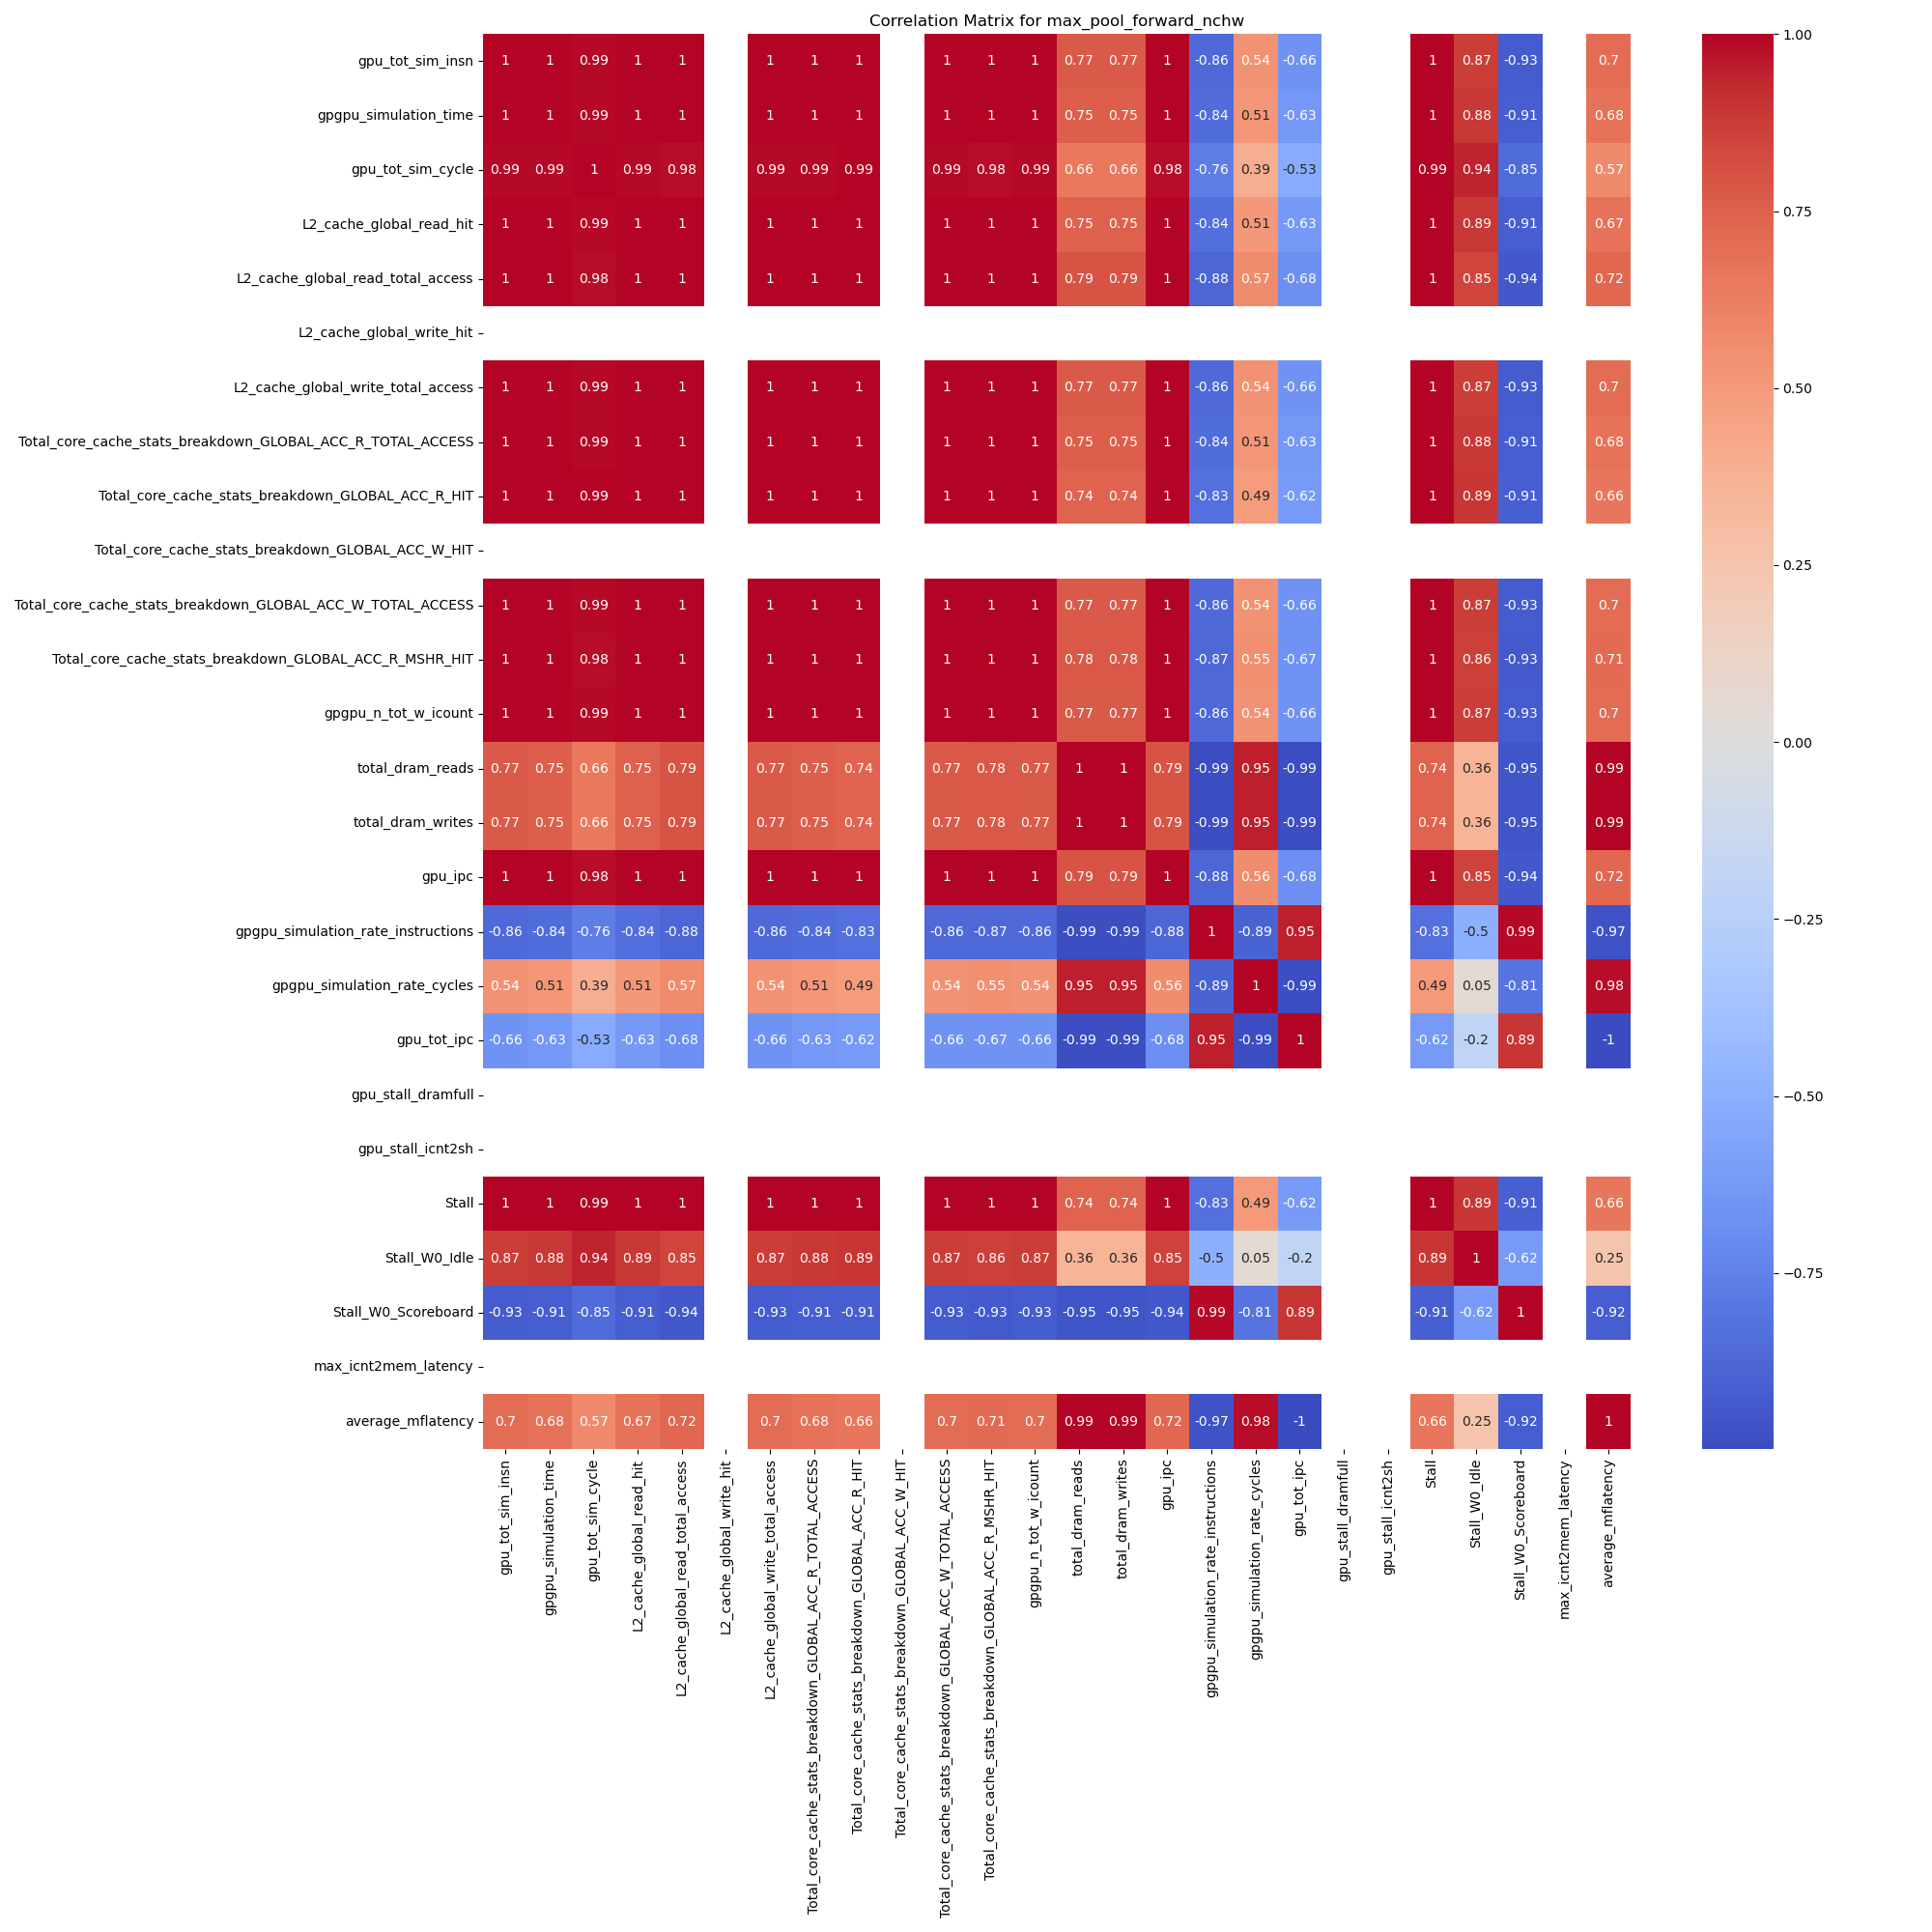 Correlation Matrix for max_pool_forward_nchw
gpu_tot_sim_insn 1 1 0.99 1 1 1 1 1 1 1 1 0.77 0.77 1 -0.86 0.54 -0.66 1 0.87 -0.93 0.7
gpgpu_simulation_time 1 1 0.99 1 1 1 1 1 1 1 1 0.75 0.75 1 -0.84 0.51 -0.63 1 0.88 -0.91 0.68
gpu_tot_sim_cycle 0.99 0.99 1 0.99 0.98 0.99 0.99 0.99 0.99 0.98 0.99 0.66 0.66 0.98 -0.76 0.39 -0.53 0.99 0.94 -0.85 0.57
L2_cache_global_read_hit 1 1 0.99 1 1 1 1 1 1 1 1 0.75 0.75 1 -0.84 0.51 -0.63 1 0.89 -0.91 0.67
L2_cache_global_read_total_access 1 1 0.98 1 1 1 1 1 1 1 1 0.79 0.79 1 -0.88 0.57 -0.68 1 0.85 -0.94 0.72
L2_cache_global_write_hit
L2_cache_global_write_total_access 1 1 0.99 1 1 1 1 1 1 1 1 0.77 0.77 1 -0.86 0.54 -0.66 1 0.87 -0.93 0.7
Total_core_cache_stats_breakdown_GLOBAL_ACC_R_TOTAL_ACCESS 1 1 0.99 1 1 1 1 1 1 1 1 0.75 0.75 1 -0.84 0.51 -0.63 1 0.88 -0.91 0.68
Total_core_cache_stats_breakdown_GLOBAL_ACC_R_HIT 1 1 0.99 1 1 1 1 1 1 1 1 0.74 0.74 1 -0.83 0.49 -0.62 1 0.89 -0.91 0.66
Total_core_cache_stats_breakdown_GLOBAL_ACC_W_HIT
Total_core_cache_stats_breakdown_GLOBAL_ACC_W_TOTAL_ACCESS 1 1 0.99 1 1 1 1 1 1 1 1 0.77 0.77 1 -0.86 0.54 -0.66 1 0.87 -0.93 0.7
Total_core_cache_stats_breakdown_GLOBAL_ACC_R_MSHR_HIT 1 1 0.98 1 1 1 1 1 1 1 1 0.78 0.78 1 -0.87 0.55 -0.67 1 0.86 -0.93 0.71
gpgpu_n_tot_w_icount 1 1 0.99 1 1 1 1 1 1 1 1 0.77 0.77 1 -0.86 0.54 -0.66 1 0.87 -0.93 0.7
total_dram_reads 0.77 0.75 0.66 0.75 0.79 0.77 0.75 0.74 0.77 0.78 0.77 1 1 0.79 -0.99 0.95 -0.99 0.74 0.36 -0.95 0.99
total_dram_writes 0.77 0.75 0.66 0.75 0.79 0.77 0.75 0.74 0.77 0.78 0.77 1 1 0.79 -0.99 0.95 -0.99 0.74 0.36 -0.95 0.99
gpu_ipc 1 1 0.98 1 1 1 1 1 1 1 1 0.79 0.79 1 -0.88 0.56 -0.68 1 0.85 -0.94 0.72
gpgpu_simulation_rate_instructions -0.86 -0.84 -0.76 -0.84 -0.88 -0.86 -0.84 -0.83 -0.86 -0.87 -0.86 -0.99 -0.99 -0.88 1 -0.89 0.95 -0.83 -0.5 0.99 -0.97
gpgpu_simulation_rate_cycles 0.54 0.51 0.39 0.51 0.57 0.54 0.51 0.49 0.54 0.55 0.54 0.95 0.95 0.56 -0.89 1 -0.99 0.49 0.05 -0.81 0.98
gpu_tot_ipc -0.66 -0.63 -0.53 -0.63 -0.68 -0.66 -0.63 -0.62 -0.66 -0.67 -0.66 -0.99 -0.99 -0.68 0.95 -0.99 1 -0.62 -0.2 0.89 -1
gpu_stall_dramfull
gpu_stall_icnt2sh
Stall 1 1 0.99 1 1 1 1 1 1 1 1 0.74 0.74 1 -0.83 0.49 -0.62 1 0.89 -0.91 0.66
Stall_W0_Idle 0.87 0.88 0.94 0.89 0.85 0.87 0.88 0.89 0.87 0.86 0.87 0.36 0.36 0.85 -0.5 0.05 -0.2 0.89 1 -0.62 0.25
Stall_W0_Scoreboard -0.93 -0.91 -0.85 -0.91 -0.94 -0.93 -0.91 -0.91 -0.93 -0.93 -0.93 -0.95 -0.95 -0.94 0.99 -0.81 0.89 -0.91 -0.62 1 -0.92
max_icnt2mem_latency
average_mflatency 0.7 0.68 0.57 0.67 0.72 0.7 0.68 0.66 0.7 0.71 0.7 0.99 0.99 0.72 -0.97 0.98 -1 0.66 0.25 -0.92 1
gpu_tot_sim_insn
gpgpu_simulation_time
gpu_tot_sim_cycle
L2_cache_global_read_hit
L2_cache_global_read_total_access
L2_cache_global_write_hit
L2_cache_global_write_total_access
Total_core_cache_stats_breakdown_GLOBAL_ACC_R_TOTAL_ACCESS
Total_core_cache_stats_breakdown_GLOBAL_ACC_R_HIT
Total_core_cache_stats_breakdown_GLOBAL_ACC_W_HIT
Total_core_cache_stats_breakdown_GLOBAL_ACC_W_TOTAL_ACCESS
Total_core_cache_stats_breakdown_GLOBAL_ACC_R_MSHR_HIT
gpgpu_n_tot_w_icount
total_dram_reads
total_dram_writes
gpu_ipc
gpgpu_simulation_rate_instructions
gpgpu_simulation_rate_cycles
gpu_tot_ipc
gpu_stall_dramfull
gpu_stall_icnt2sh
Stall
Stall_W0_Idle
Stall_W0_Scoreboard
max_icnt2mem_latency
average_mflatency
1.00
0.75
0.50
0.25
0.00
−0.25
−0.50
−0.75